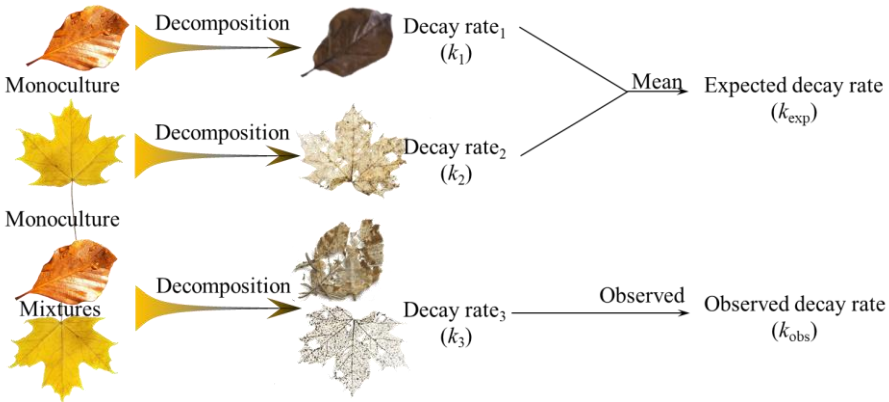 Decomposition
Decay rate1
(k1)
Mean
Expected decay rate
(kexp)
Monoculture
Decomposition
Decay rate2
(k2)
Monoculture
Decomposition
Mixtures
Decay rate3
(k3)
Observed
Observed decay rate
(kobs)